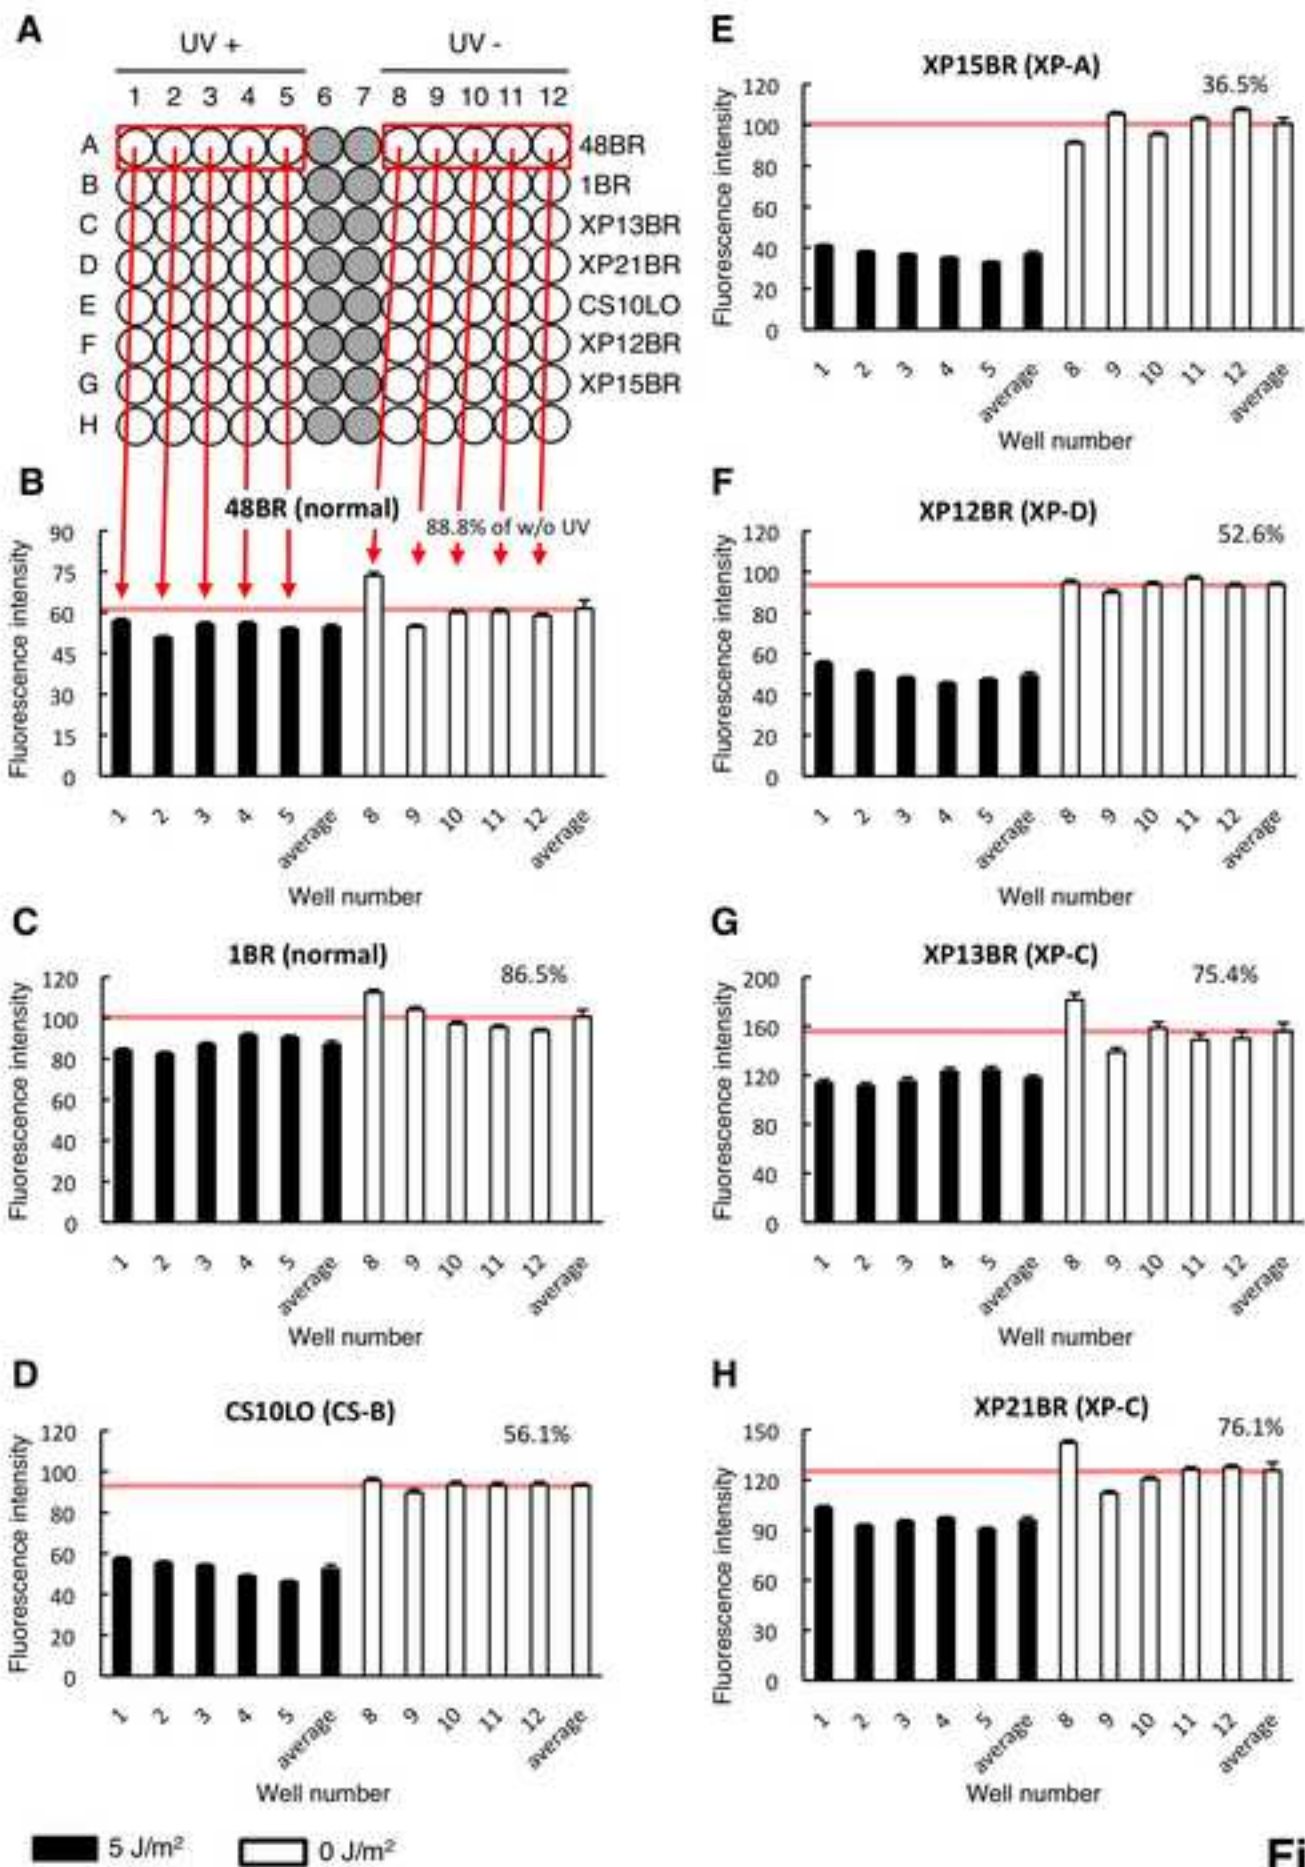 A
UV +
UV -
1 2 3 4 5 6 7 8 9 10 11 12
A 48BR
B 1BR
C XP13BR
D XP21BR
E CS10LO
F XP12BR
G XP15BR
H
B
48BR (normal)
88.8% of w/o UV
Fluorescence intensity
90
75
60
45
30
15
0
1 2 3 4 5 average 8 9 10 11 12 average
Well number
C
1BR (normal)
86.5%
Fluorescence intensity
120
100
80
60
40
20
0
1 2 3 4 5 average 8 9 10 11 12 average
Well number
D
CS10LO (CS-B)
56.1%
Fluorescence intensity
120
100
80
60
40
20
0
1 2 3 4 5 average 8 9 10 11 12 average
Well number
5 J/m²
0 J/m²
E
XP15BR (XP-A)
36.5%
Fluorescence intensity
120
100
80
60
40
20
0
1 2 3 4 5 average 8 9 10 11 12 average
Well number
F
XP12BR (XP-D)
52.6%
Fluorescence intensity
120
100
80
60
40
20
0
1 2 3 4 5 average 8 9 10 11 12 average
Well number
G
XP13BR (XP-C)
75.4%
Fluorescence intensity
200
160
120
80
40
0
1 2 3 4 5 average 8 9 10 11 12 average
Well number
H
XP21BR (XP-C)
76.1%
Fluorescence intensity
150
120
90
60
30
0
1 2 3 4 5 average 8 9 10 11 12 average
Well number
Fi